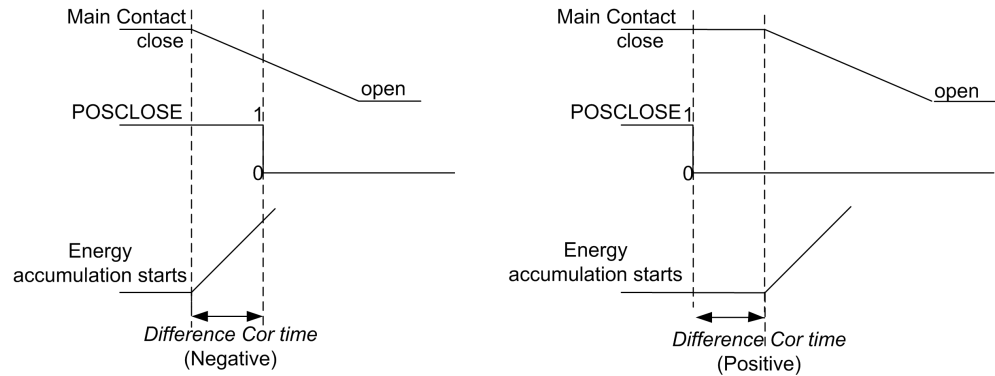 Main Contact
close
open
POSCLOSE
1
0
Energy
accumulation starts
Difference Cor time
(Negative)
Main Contact
close
open
POSCLOSE
1
0
Energy
accumulation starts
Difference Cor time
(Positive)